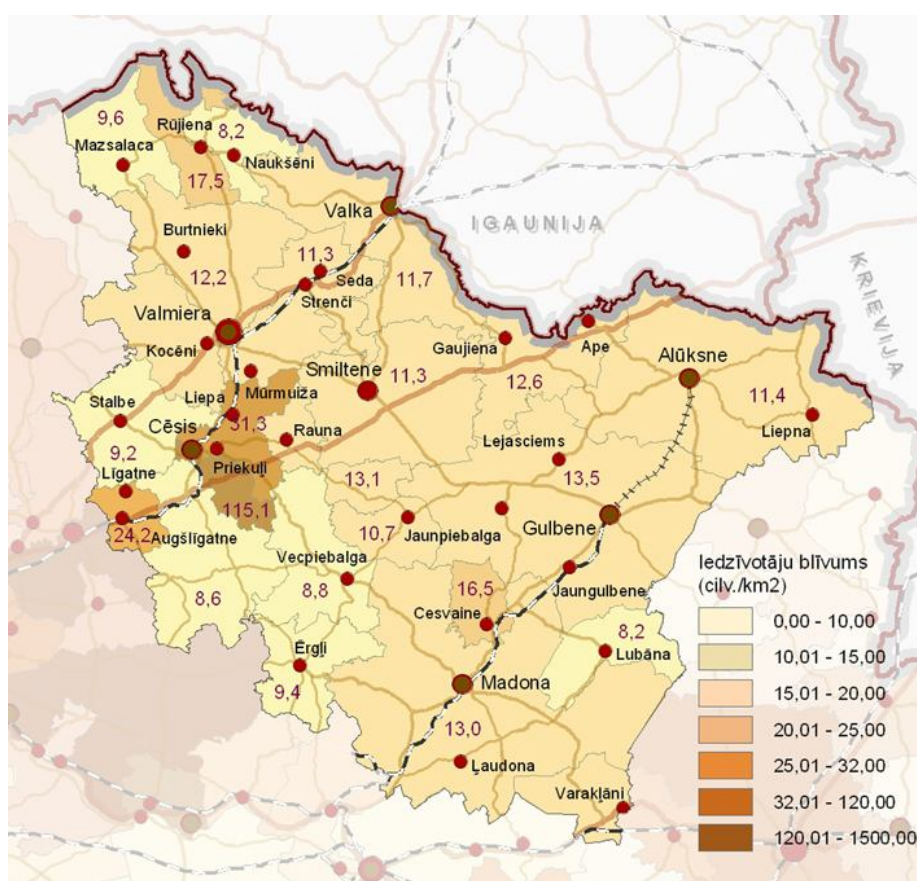 9,6
Rūjiena
8,2
Mazsalaca
Naukšēni
17,5
Valka
IGAUNIJA
Burtnieki
11,3
12,2
Seda
11,7
Strenči
KRIEVIJA
Valmiera
Kocēni
Gaujiena
Ape
Alūksne
Smiltene
11,3
12,6
Liepa
Mūrmuiža
11,4
Stalbe
31,3
Liepna
Cēsis
Rauna
Lejasciems
9,2
Priekuļi
Līgatne
13,1
13,5
115,1
24,2
Augšlīgatne
10,7
Jaunpiebalga
Gulbene
Vecpiebalga
8,6
8,8
16,5
Jaungulbene
Cesvaine
8,2
Lubāna
Ērgļi
9,4
Madona
13,0
Ļaudona
Varakļāni
Iedzīvotāju blīvums
(cilv./km2)
0,00 - 10,00
10,01 - 15,00
15,01 - 20,00
20,01 - 25,00
25,01 - 32,00
32,01 - 120,00
120,01 - 1500,00